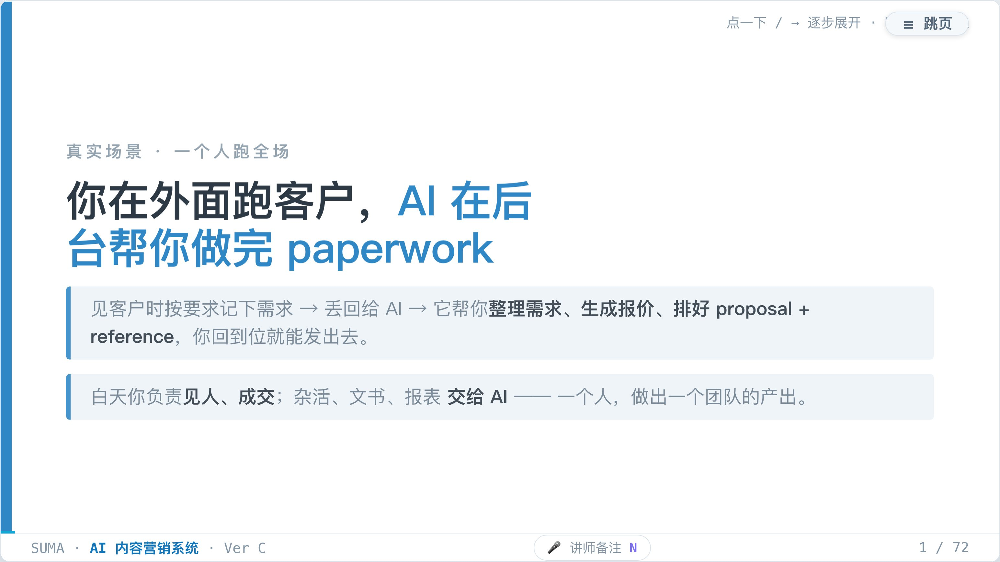 点一下 / → 逐步展开 ·
≡ 跳页
真实场景 · 一个人跑全场
你在外面跑客户，AI 在后
台帮你做完 paperwork
见客户时按要求记下需求 → 丢回给 AI → 它帮你整理需求、生成报价、排好 proposal +
reference，你回到位就能发出去。
白天你负责见人、成交；杂活、文书、报表 交给 AI —— 一个人，做出一个团队的产出。
SUMA · AI 内容营销系统 · Ver C
🎤 讲师备注 N
1 / 72